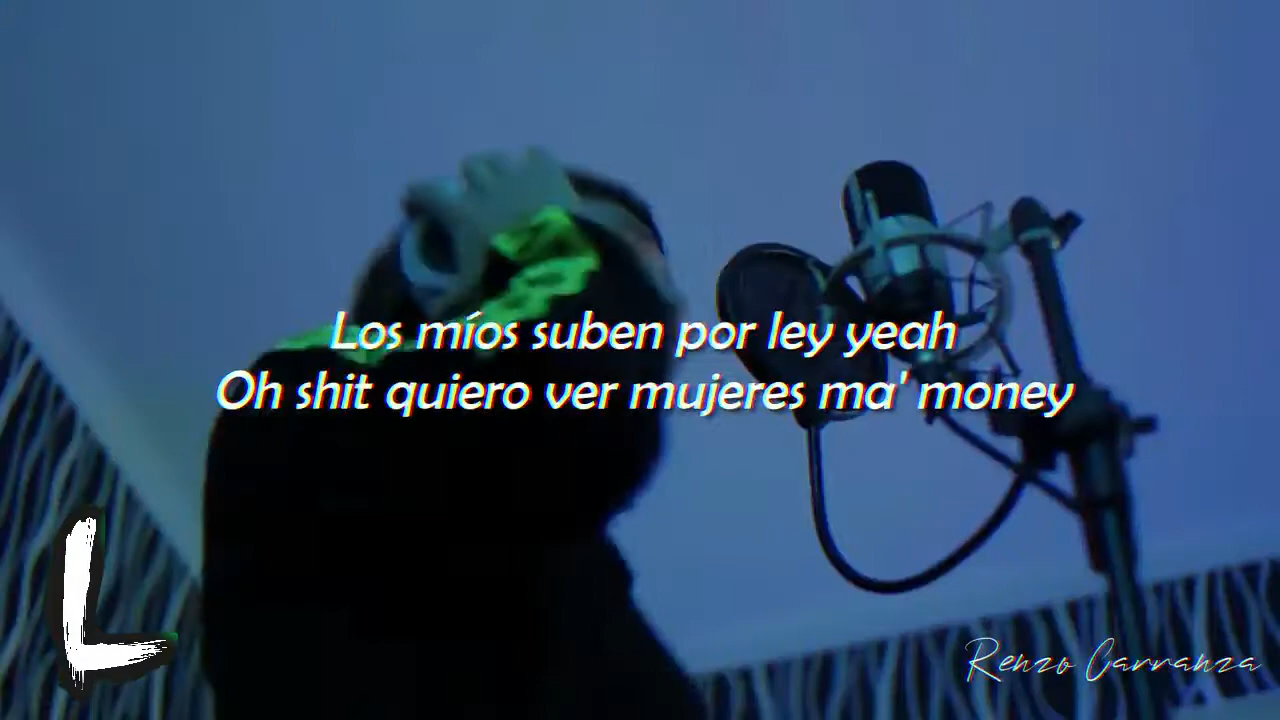 Los míos suben por ley yeah
Oh shit quiero ver mujeres ma' money
L
Renzo Carranza